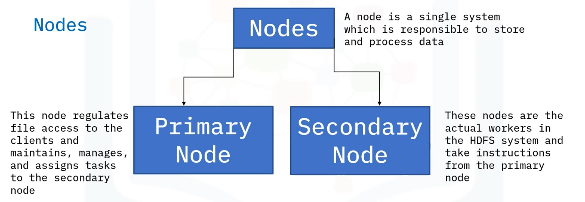 Nodes
Nodes
A node is a single system
which is responsible to store
and process data
This node regulates
file access to the
clients and
maintains, manages,
and assigns tasks
to the secondary
node
Primary
Node
Secondary
Node
These nodes are the
actual workers in
the HDFS system and
take instructions
from the primary
node